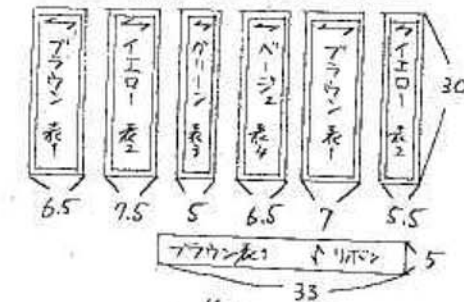 ブラウン 表1
イエロー 表2
グリーン 表3
ベージュ 表4
ブラウン 表1
イエロー 表2
30
6.5 7.5 5 6.5 7 5.5
ブラウン表1 リボン 5
33